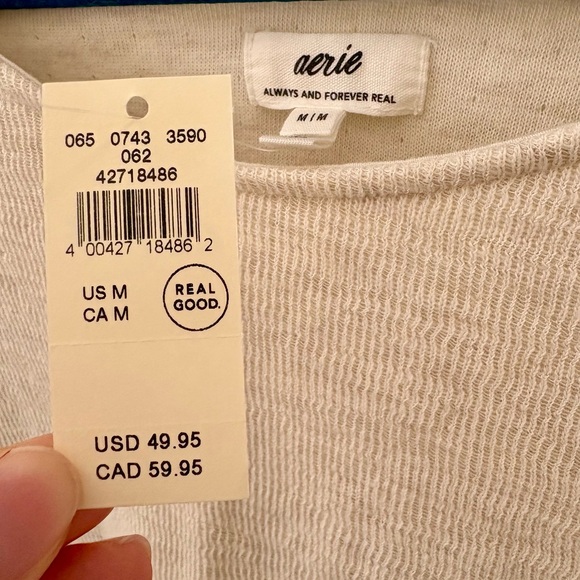 aerie
ALWAYS AND FOREVER REAL
M / M
065 0743 3590
062
42718486
4 00427 18486 2
US M
CA M
REAL
GOOD.
USD 49.95
CAD 59.95